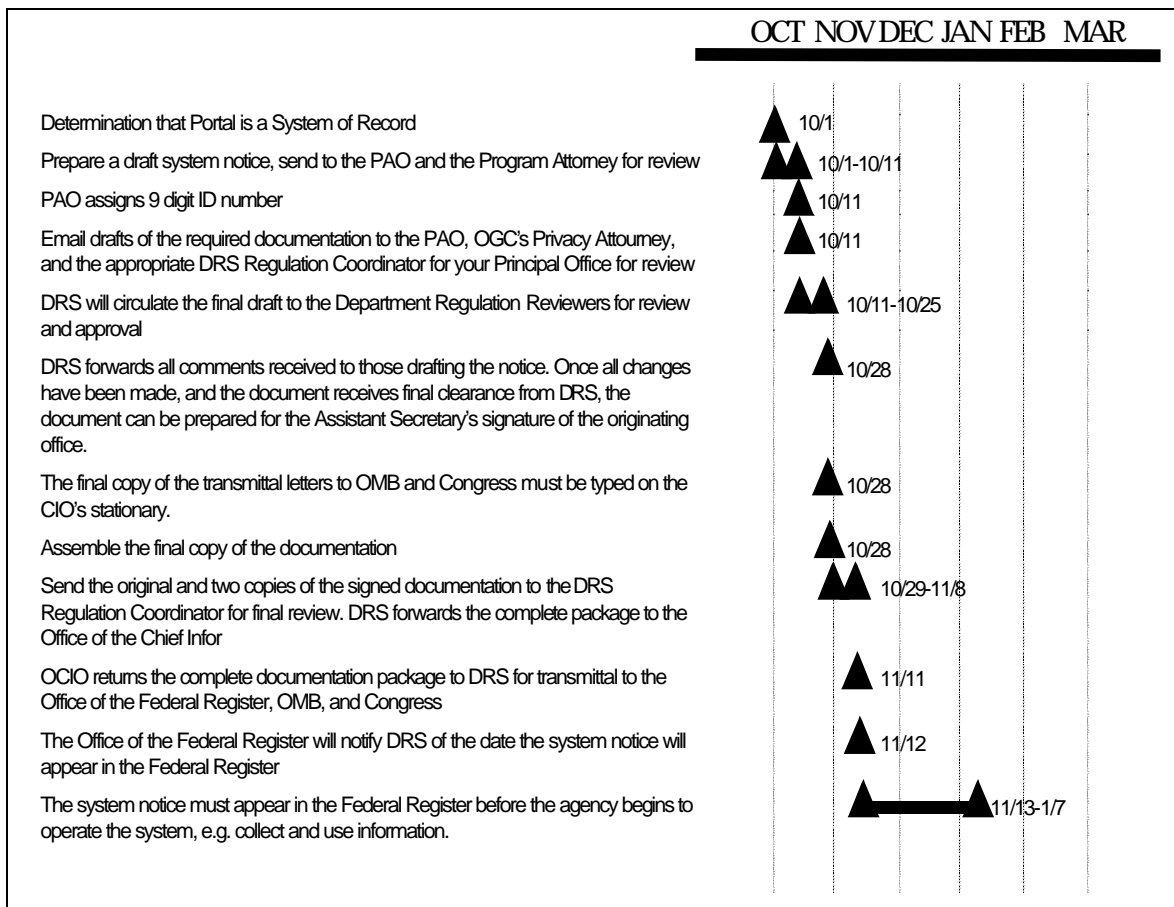 OCT NOV DEC JAN FEB MAR
Determination that Portal is a System of Record
10/1
Prepare a draft system notice, send to the PAO and the Program Attorney for review
10/1-10/11
PAO assigns 9 digit ID number
10/11
Email drafts of the required documentation to the PAO, OGC's Privacy Attourney,
and the appropriate DRS Regulation Coordinator for your Principal Office for review
10/11
DRS will circulate the final draft to the Department Regulation Reviewers for review
and approval
10/11-10/25
DRS forwards all comments received to those drafting the notice. Once all changes
have been made, and the document receives final clearance from DRS, the
document can be prepared for the Assistant Secretary's signature of the originating
office.
10/28
The final copy of the transmittal letters to OMB and Congress must be typed on the
CIO's stationary.
10/28
Assemble the final copy of the documentation
10/28
Send the original and two copies of the signed documentation to the DRS
Regulation Coordinator for final review. DRS forwards the complete package to the
Office of the Chief Infor
10/29-11/8
OCIO returns the complete documentation package to DRS for transmittal to the
Office of the Federal Register, OMB, and Congress
11/11
The Office of the Federal Register will notify DRS of the date the system notice will
appear in the Federal Register
11/12
The system notice must appear in the Federal Register before the agency begins to
operate the system, e.g. collect and use information.
11/13-1/7